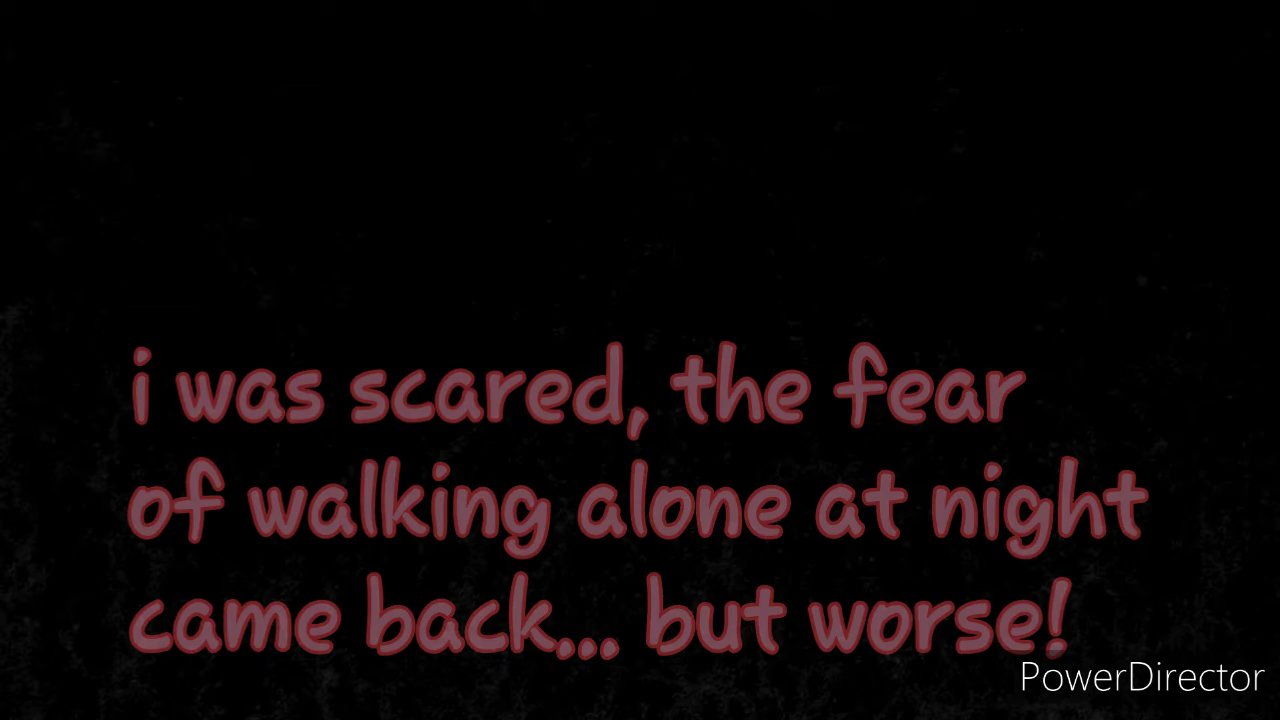 i was scared, the fear
of walking alone at night
came back... but worse!
PowerDirector